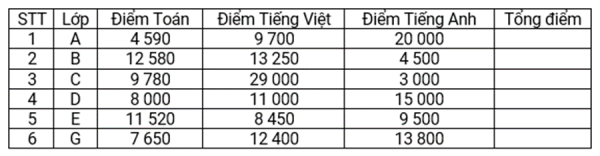 STT Lớp Điểm Toán Điểm Tiếng Việt Điểm Tiếng Anh Tổng điểm
1 A 4 590 9 700 20 000
2 B 12 580 13 250 4 500
3 C 9 780 29 000 3 000
4 D 8 000 11 000 15 000
5 E 11 520 8 450 9 500
6 G 7 650 12 400 13 800